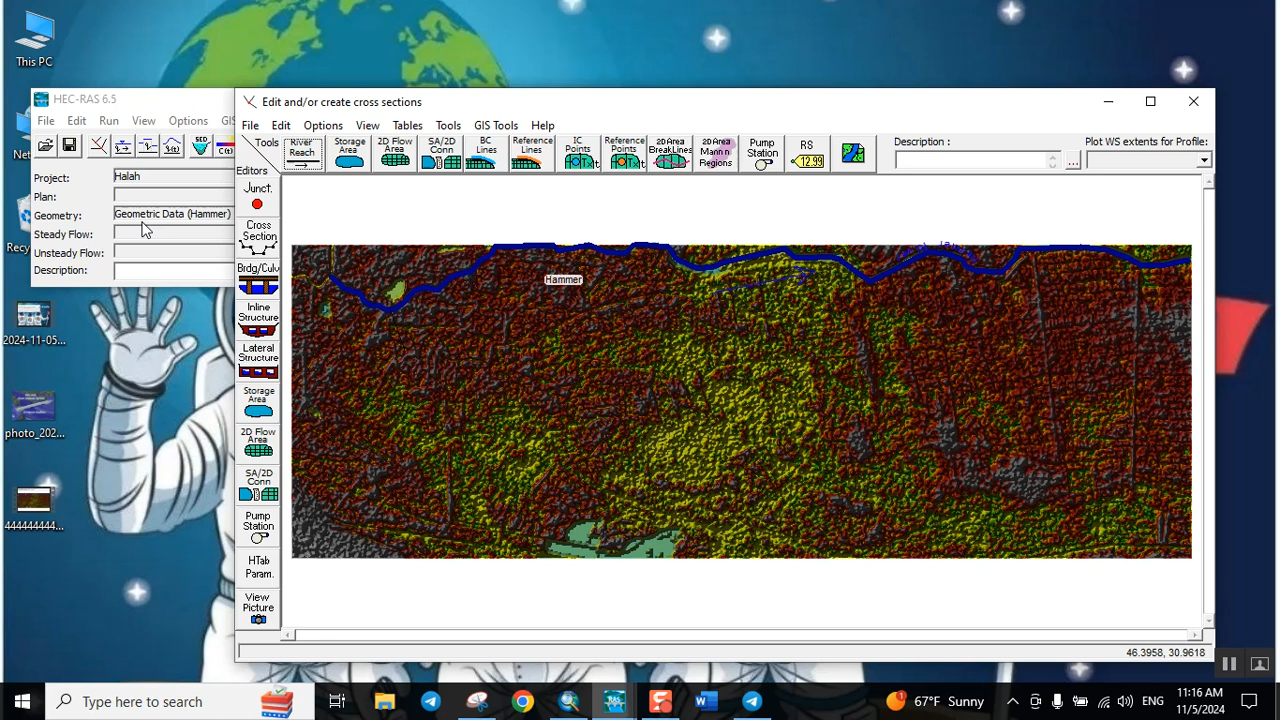 This PC
HEC-RAS 6.5
File Edit Run View Options GIS
Project: Halah
Plan:
Geometry: Geometric Data (Hammer)
Steady Flow:
Unsteady Flow:
Description:
2024-11-05...
photo_202...
444444444...
Edit and/or create cross sections
File Edit Options View Tables Tools GIS Tools Help
Tools
Editors
River Reach
Storage Area
2D Flow Area
SA/2D Conn
BC Lines
Reference Lines
IC Points
Reference Points
2D Area BreakLines
2D Area Mann n Regions
Pump Station
RS
12.99
Description :
...
Plot WS extents for Profile:
Junct.
Cross Section
Brdg/Culv
Inline Structure
Lateral Structure
Storage Area
2D Flow Area
SA/2D Conn
Pump Station
HTab Param.
View Picture
Hammer
46.3958, 30.9618
Type here to search
1
67°F Sunny
ENG
11:16 AM
11/5/2024